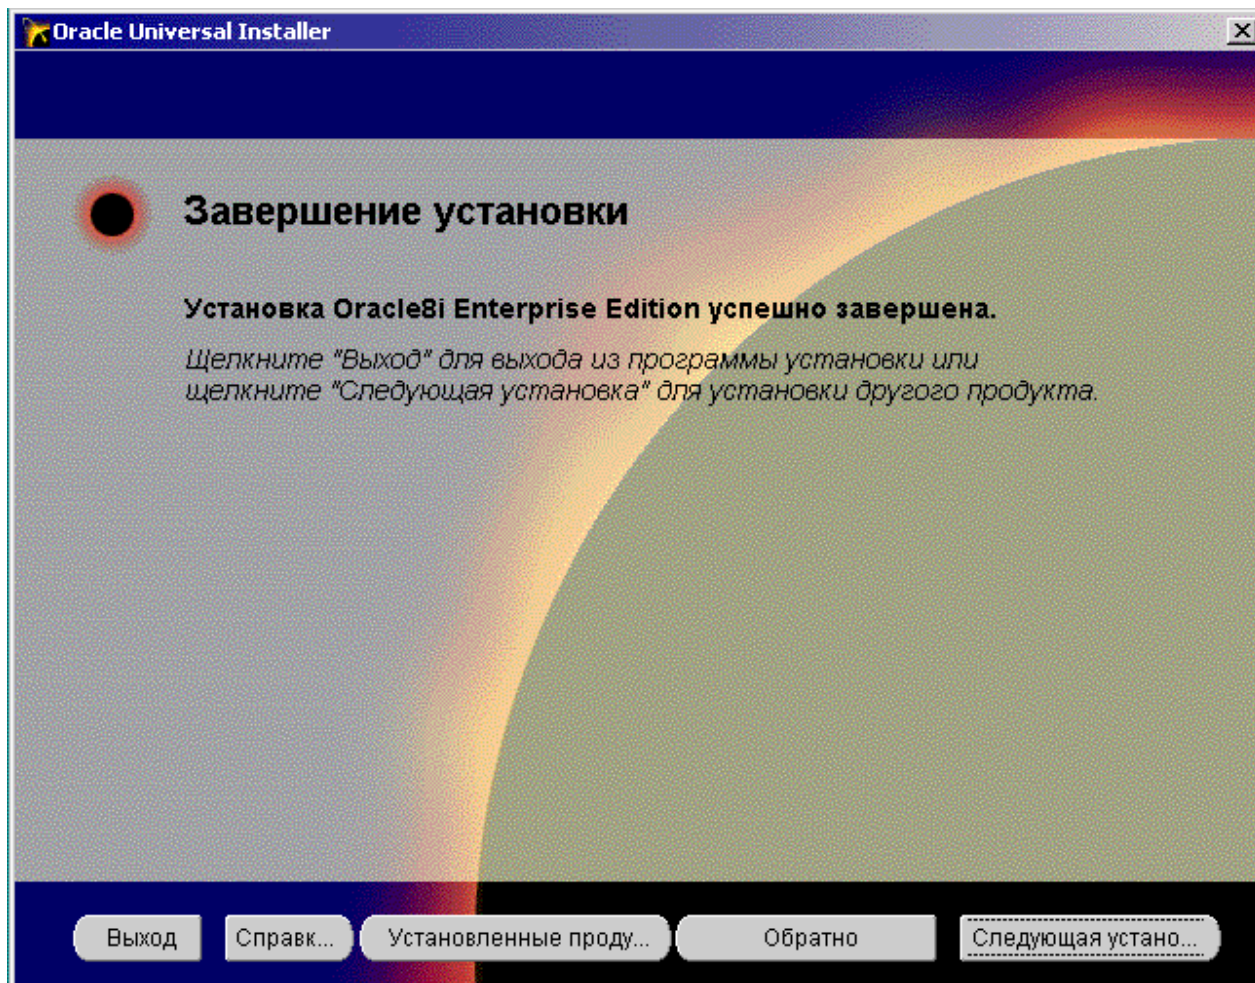 Oracle Universal Installer
Завершение установки
Установка Oracle8i Enterprise Edition успешно завершена.
Щелкните "Выход" для выхода из программы установки или
щелкните "Следующая установка" для установки другого продукта.
Выход Справк... Установленные проду... Обратно Следующая устано...